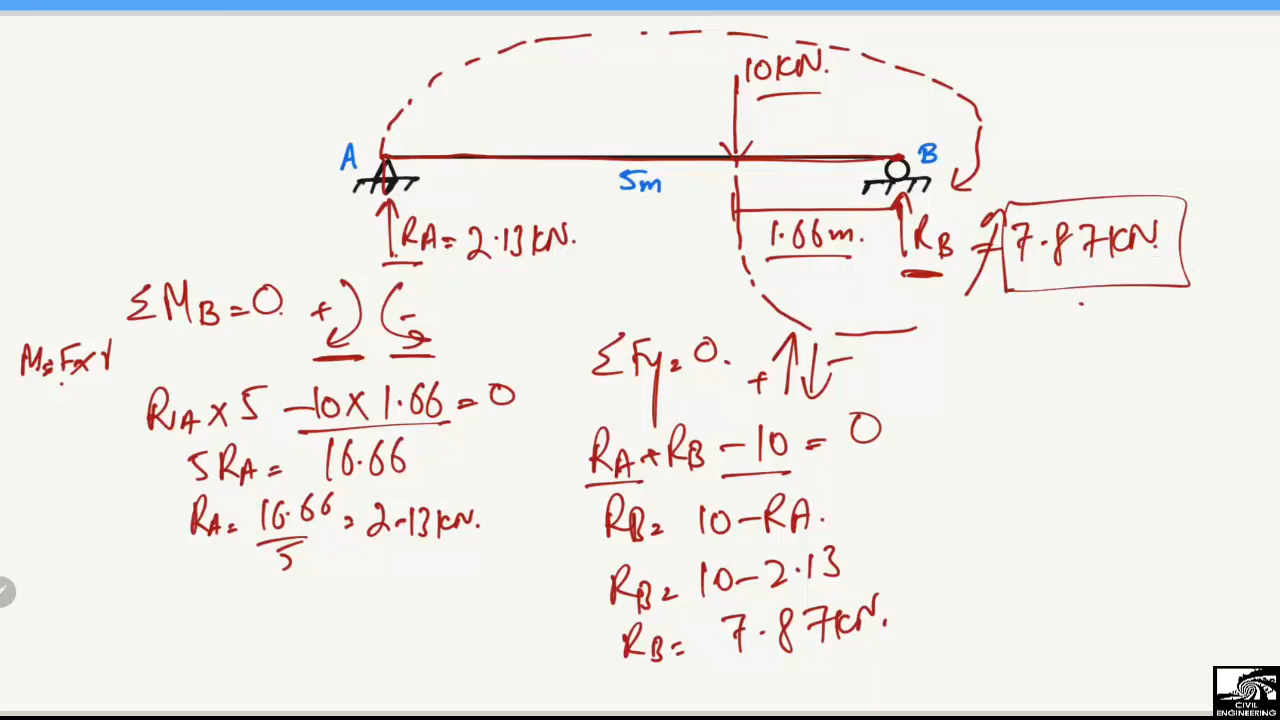 10KN.
A
B
5m
1.66m.
RA = 2.13KN.
RB = 7.87KN
ΣMB = 0. + -
M = F×r
RA × 5 - 10 × 1.66 = 0
5RA = 16.66
RA = 16.66/5 = 2.13KN.
ΣFy = 0. + -
RA + RB - 10 = 0
RB = 10 - RA.
RB = 10 - 2.13
RB = 7.87KN.
CIVIL
ENGINEERING